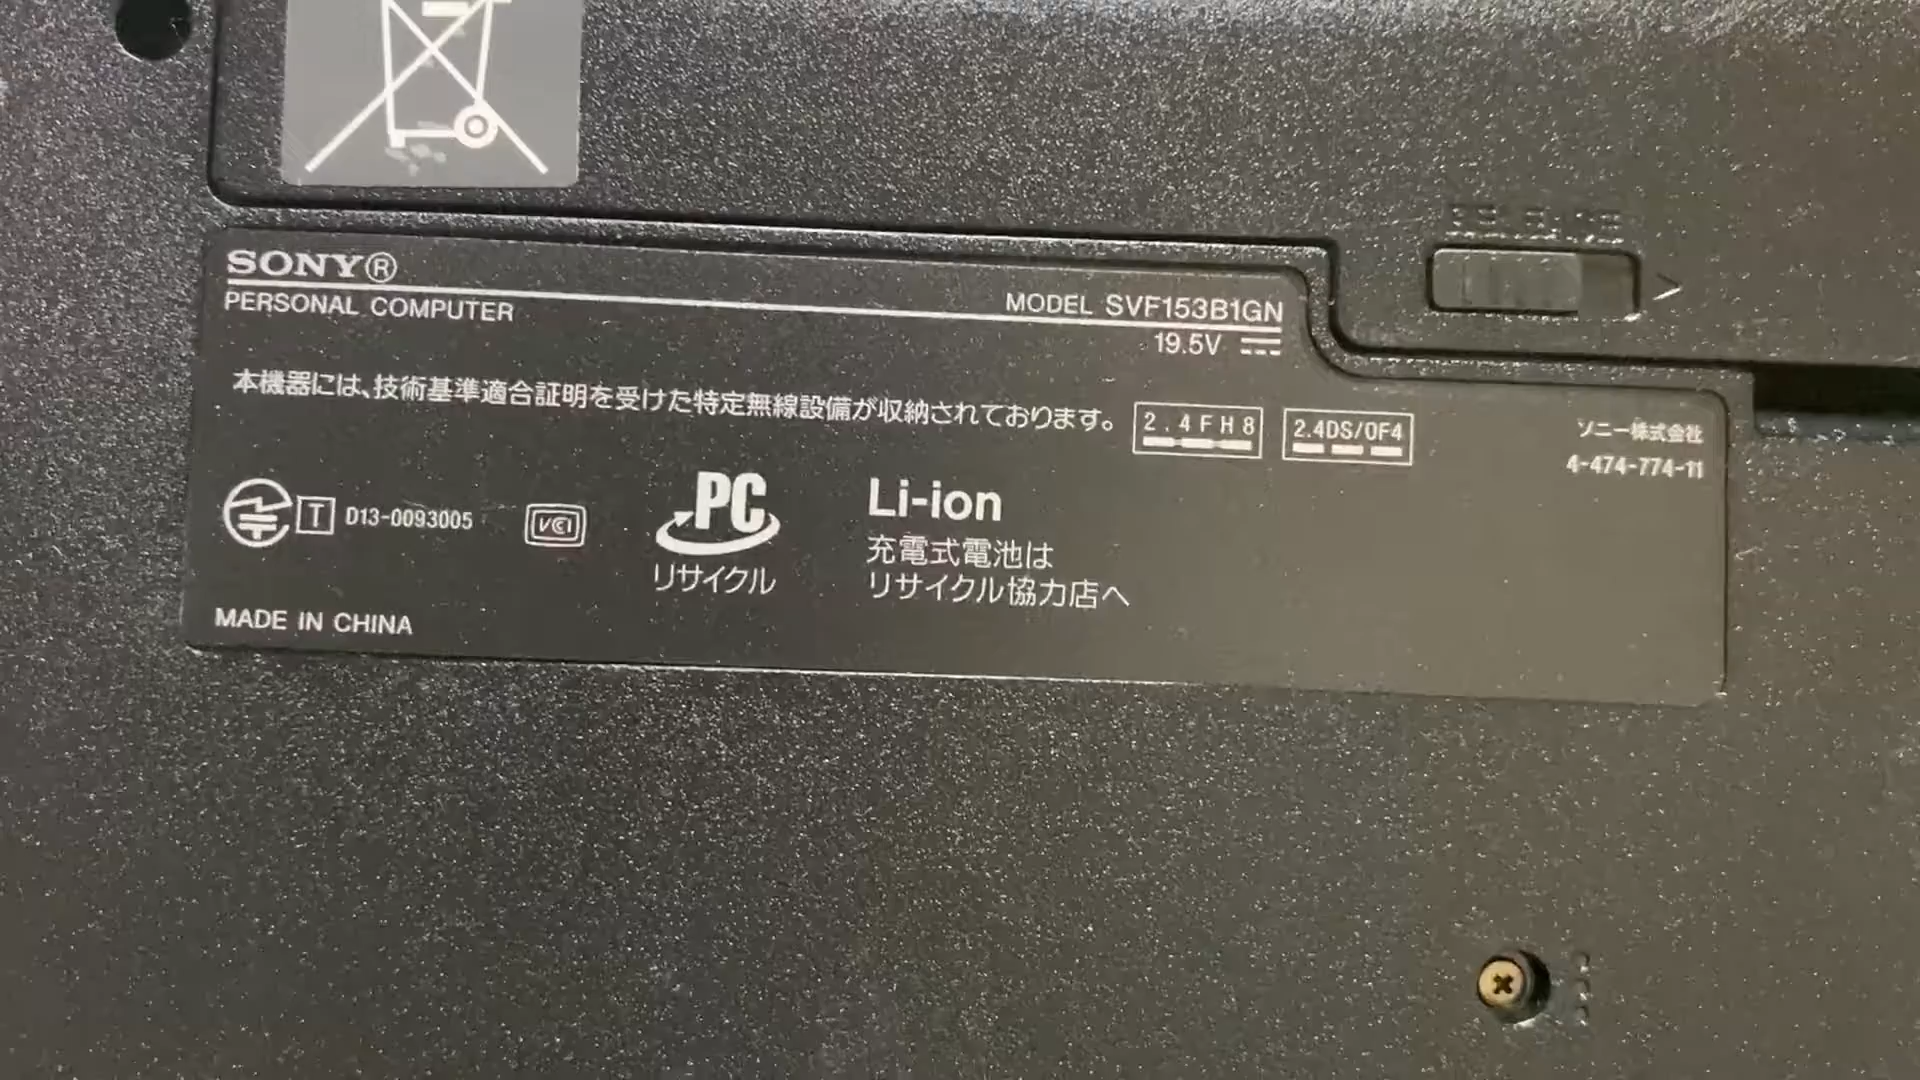 RELEASE
SONY®
PERSONAL COMPUTER
MODEL SVF153B1GN
19.5V
本機器には、技術基準適合証明を受けた特定無線設備が収納されております。
2.4FH8
2.4DS/OF4
ソニー株式会社
4-474-774-11
T D13-0093005
VCI
PC
リサイクル
Li-ion
充電式電池は
リサイクル協力店へ
MADE IN CHINA